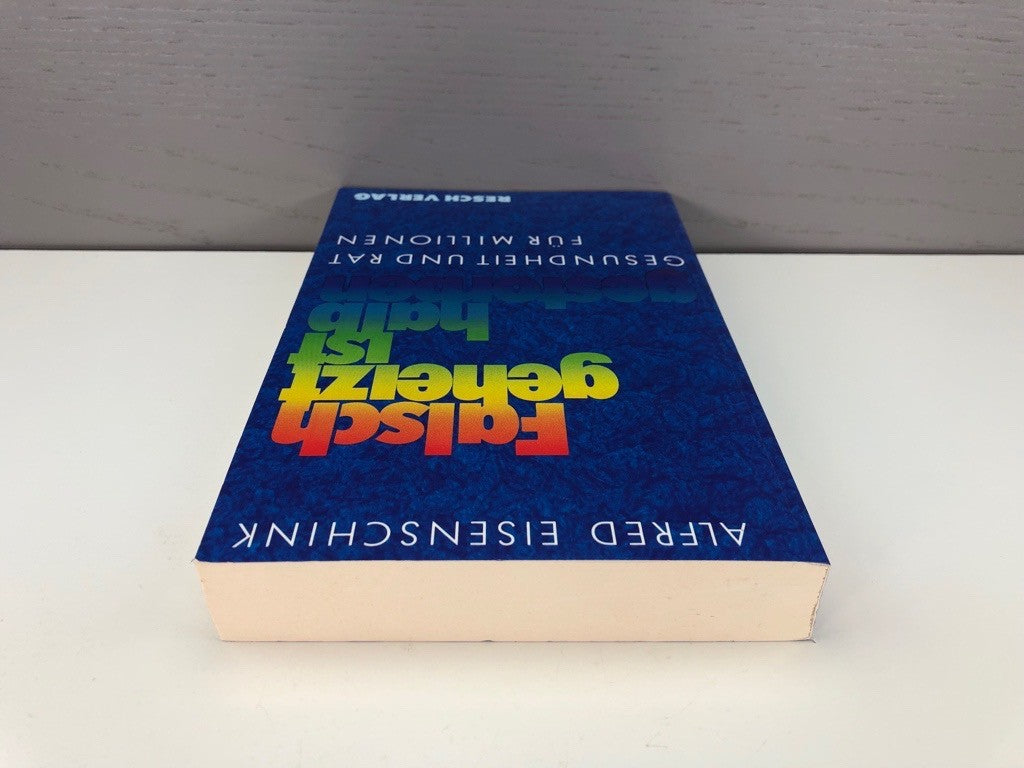 ALFRED EISENSCHINK
Falsch
geheizt
ist
halb
gestorben
GESUNDHEIT UND RAT
FÜR MILLIONEN
RESCH VERLAG